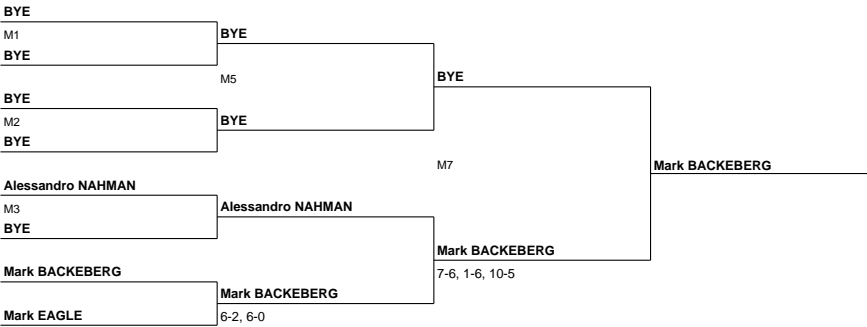 BYE
M1
BYE
BYE
M5
BYE
M2
BYE
BYE
BYE
M7
Mark BACKEBERG
Alessandro NAHMAN
M3
BYE
Alessandro NAHMAN
Mark BACKEBERG
7-6, 1-6, 10-5
Mark BACKEBERG
Mark EAGLE
Mark BACKEBERG
6-2, 6-0